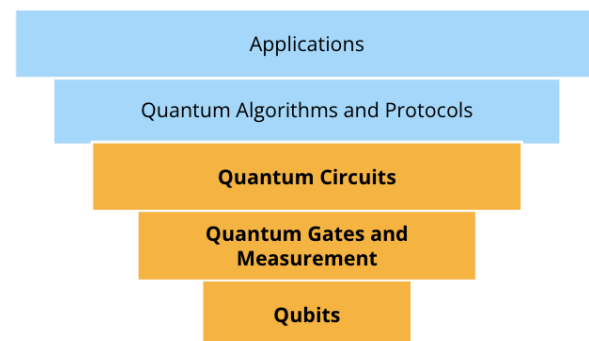 Applications
Quantum Algorithms and Protocols
Quantum Circuits
Quantum Gates and
Measurement
Qubits